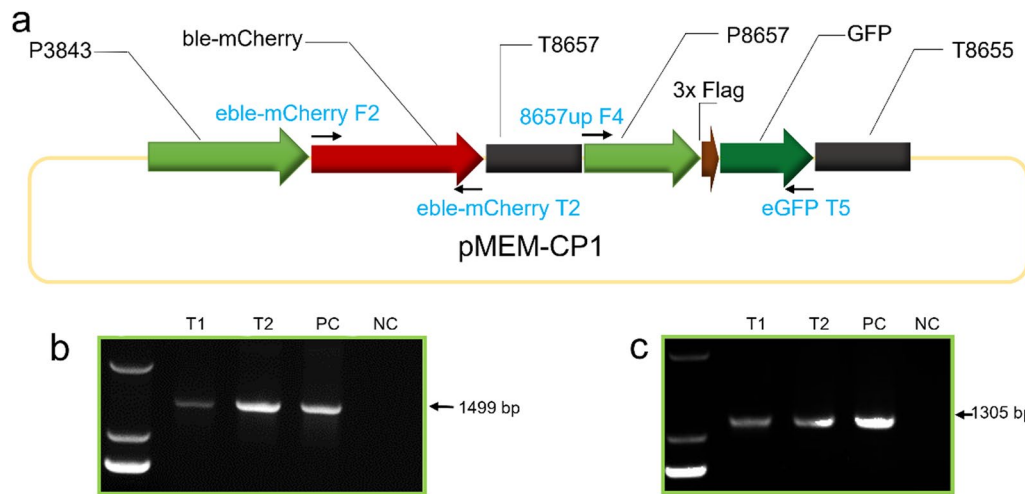 a
P3843
ble-mCherry
T8657
P8657
GFP
T8655
3x Flag
eble-mCherry F2
8657up F4
eble-mCherry T2
eGFP T5
pMEM-CP1
b
T1 T2 PC NC
1499 bp
c
T1 T2 PC NC
1305 bp